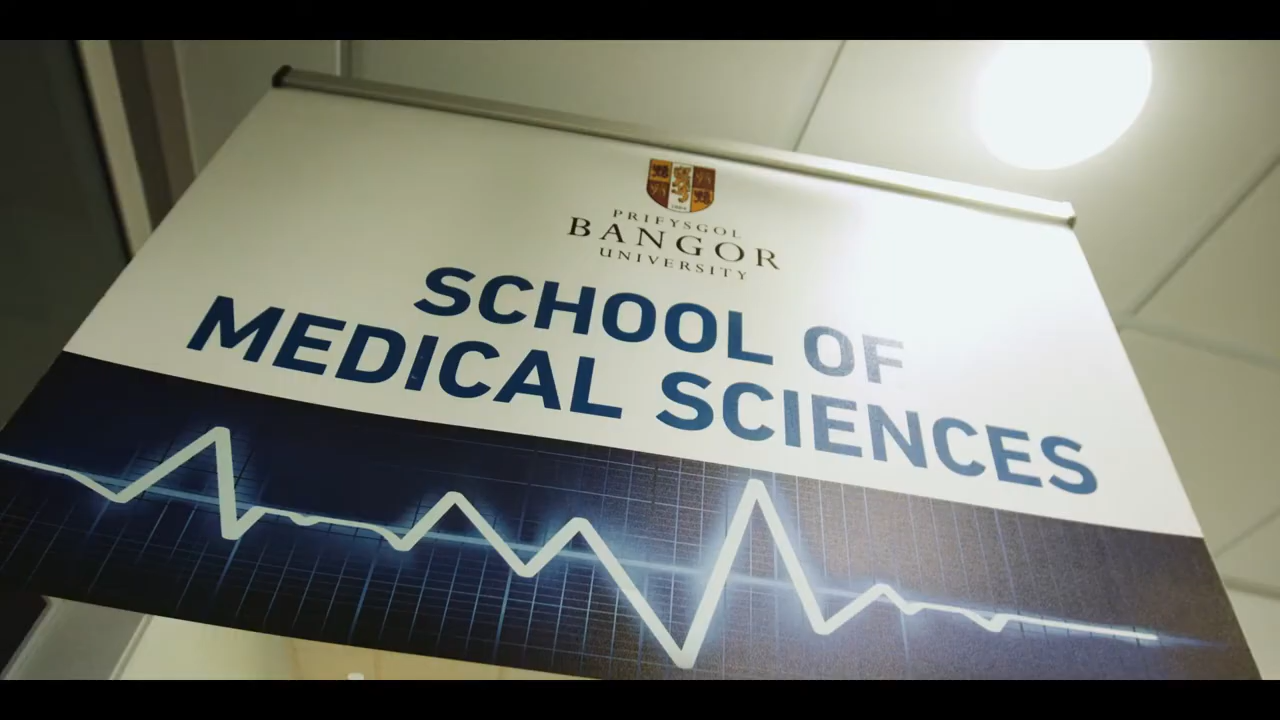 PRIFYSGOL
BANGOR
UNIVERSITY
SCHOOL OF
MEDICAL SCIENCES